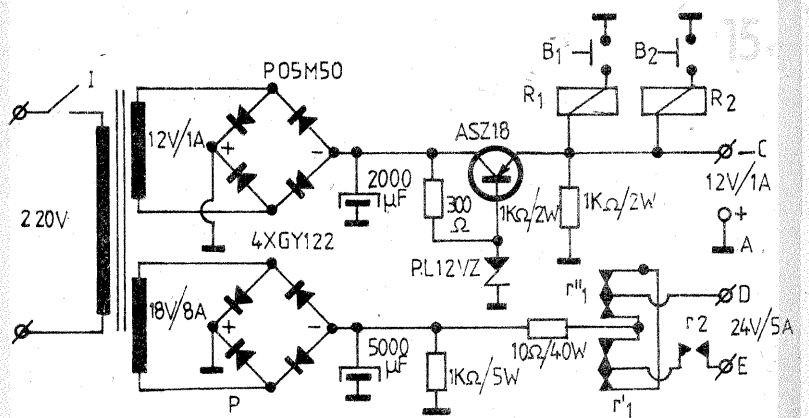 15
I
P05M50
B1
B2
R1
R2
ASZ18
12V/1A
+
-
2000
μF
300
Ω
1KΩ/2W
1KΩ/2W
C
12V/1A
+
A
220V
4XGY122
PL12VZ
18V/8A
+
-
5000
μF
1KΩ/5W
10Ω/40W
r"1
D
r2
24V/5A
E
r'1
P